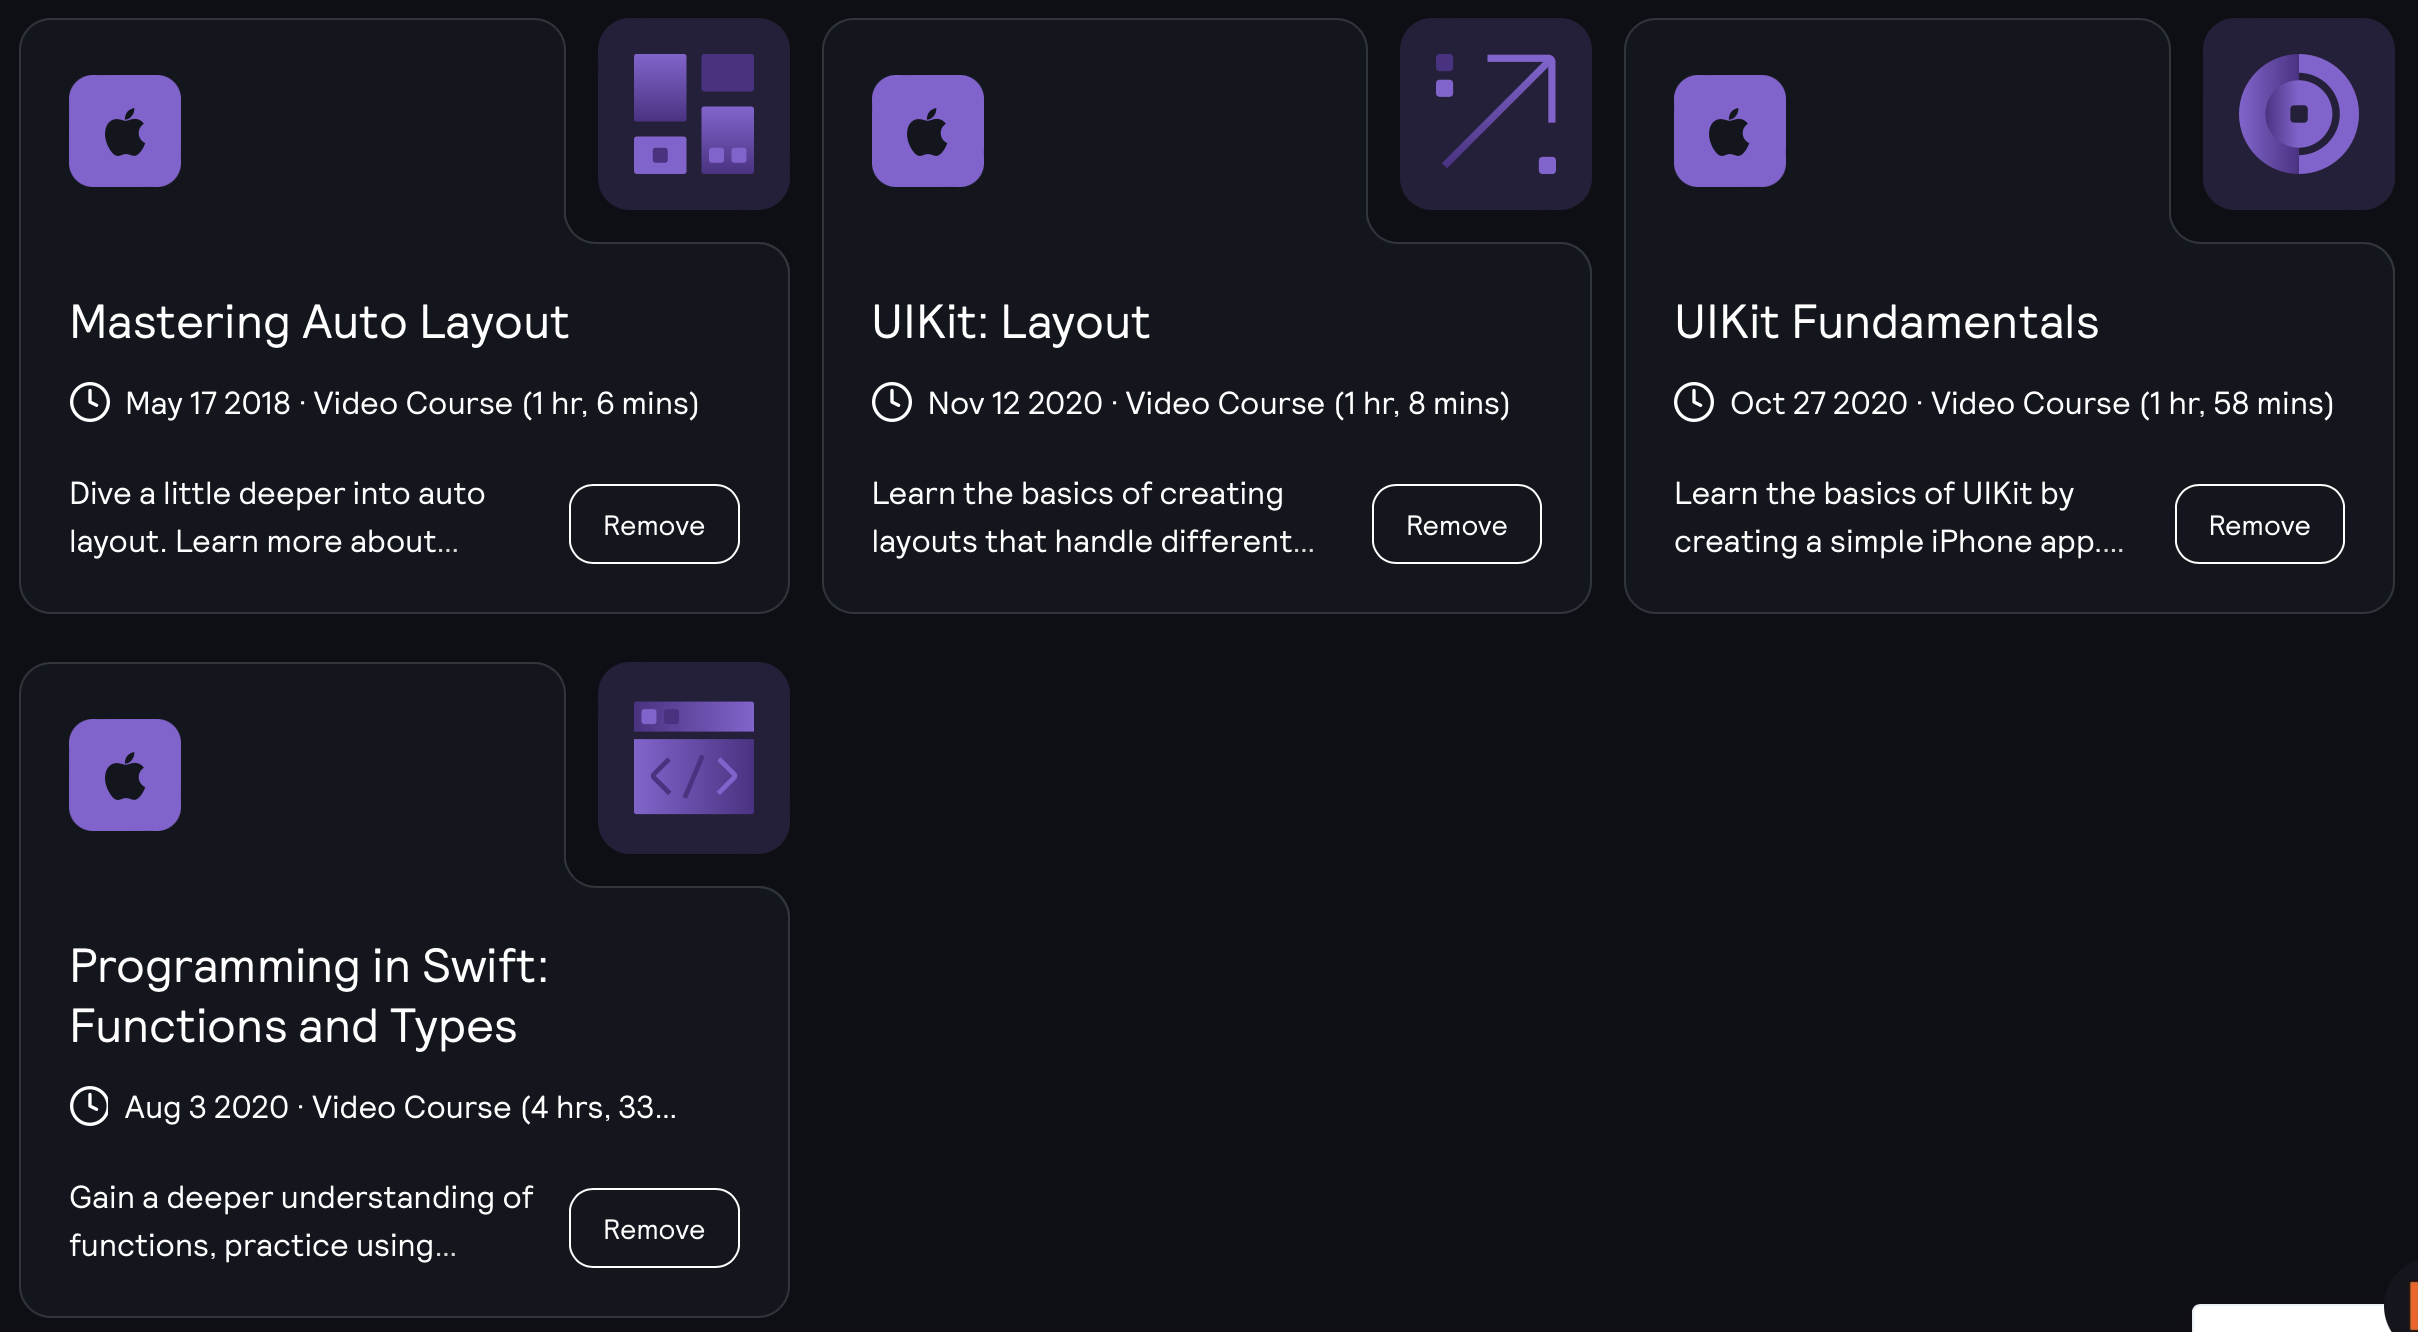 Mastering Auto Layout
May 17 2018 · Video Course (1 hr, 6 mins)
Dive a little deeper into auto
layout. Learn more about...
Remove
UIKit: Layout
Nov 12 2020 · Video Course (1 hr, 8 mins)
Learn the basics of creating
layouts that handle different...
Remove
UIKit Fundamentals
Oct 27 2020 · Video Course (1 hr, 58 mins)
Learn the basics of UIKit by
creating a simple iPhone app....
Remove
</>
Programming in Swift:
Functions and Types
Aug 3 2020 · Video Course (4 hrs, 33...
Gain a deeper understanding of
functions, practice using...
Remove